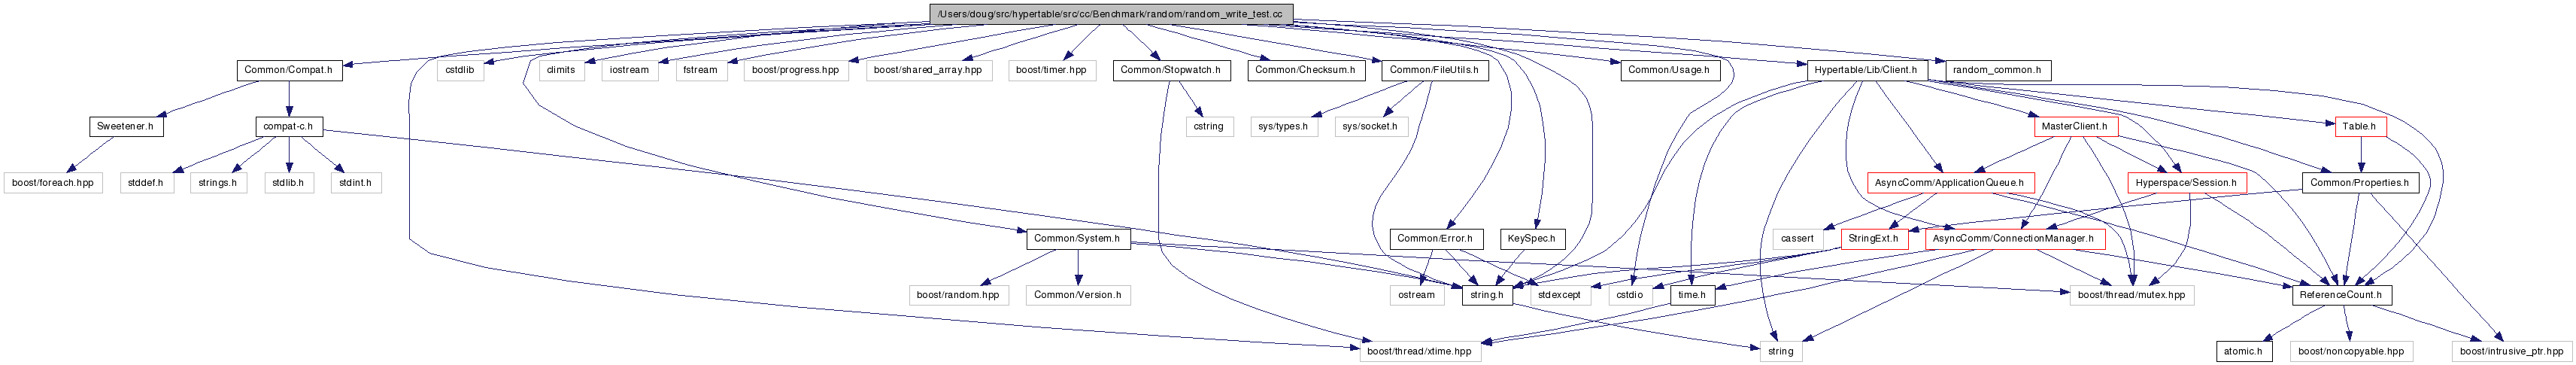 /Users/doug/src/hypertable/src/cc/Benchmark/random/random_write_test.cc
Common/Compat.h
cstdlib
climits
iostream
fstream
boost/progress.hpp
boost/shared_array.hpp
boost/timer.hpp
Common/Stopwatch.h
Common/Checksum.h
Common/FileUtils.h
Common/Usage.h
Hypertable/Lib/Client.h
random_common.h
Sweetener.h
compat-c.h
cstring
sys/types.h
sys/socket.h
MasterClient.h
Table.h
boost/foreach.hpp
stddef.h
strings.h
stdlib.h
stdint.h
AsyncComm/ApplicationQueue.h
Hyperspace/Session.h
Common/Properties.h
Common/System.h
Common/Error.h
KeySpec.h
cassert
StringExt.h
AsyncComm/ConnectionManager.h
boost/random.hpp
Common/Version.h
ostream
string.h
stdexcept
cstdio
time.h
boost/thread/mutex.hpp
ReferenceCount.h
boost/thread/xtime.hpp
string
atomic.h
boost/noncopyable.hpp
boost/intrusive_ptr.hpp